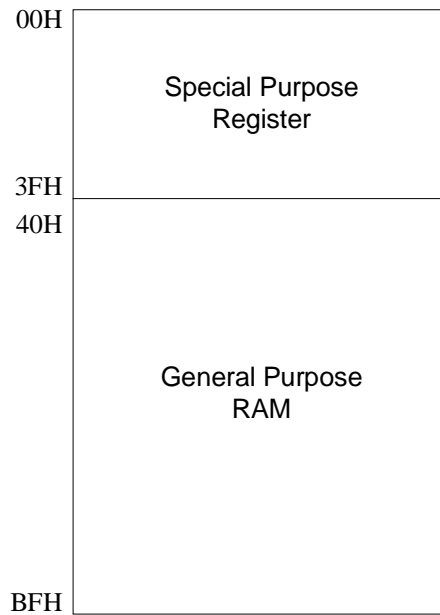 00H
Special Purpose
Register
3FH
40H
General Purpose
RAM
BFH